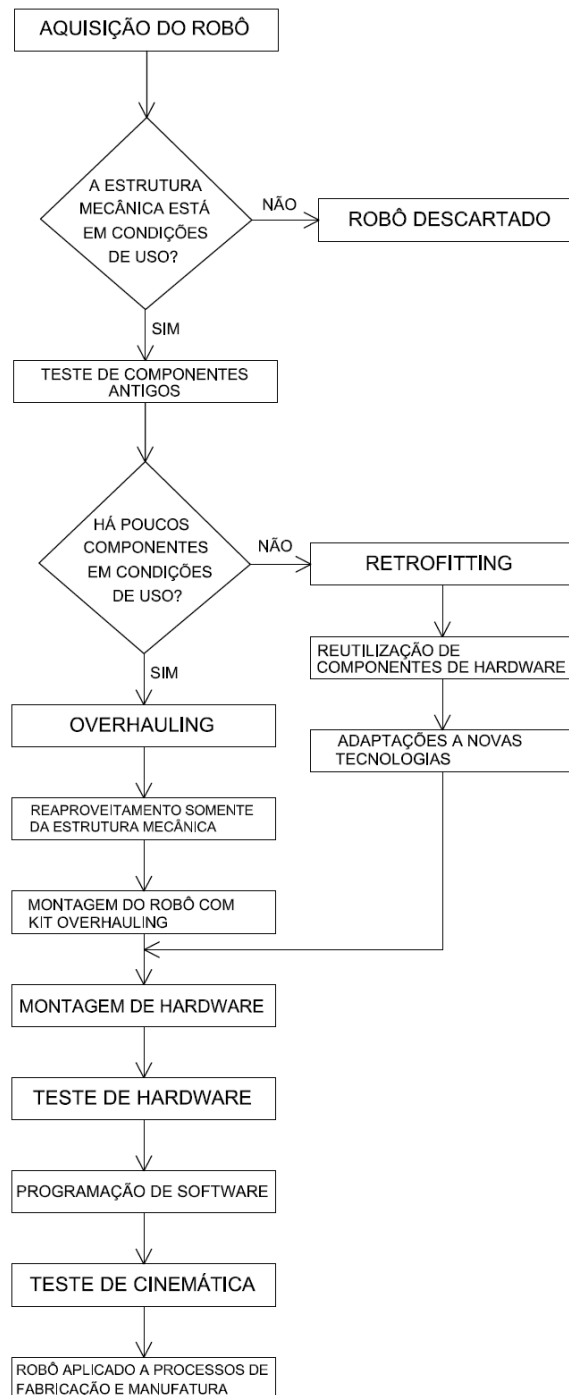 AQUISIÇÃO DO ROBÔ
A ESTRUTURA
MECÂNICA ESTÁ
EM CONDIÇÕES
DE USO?
NÃO
ROBÔ DESCARTADO
SIM
TESTE DE COMPONENTES
ANTIGOS
HÁ POUCOS
COMPONENTES
EM CONDIÇÕES
DE USO?
NÃO
RETROFITTING
REUTILIZAÇÃO DE
COMPONENTES DE HARDWARE
ADAPTAÇÕES A NOVAS
TECNOLOGIAS
SIM
OVERHAULING
REAPROVEITAMENTO SOMENTE
DA ESTRUTURA MECÂNICA
MONTAGEM DO ROBÔ COM
KIT OVERHAULING
MONTAGEM DE HARDWARE
TESTE DE HARDWARE
PROGRAMAÇÃO DE SOFTWARE
TESTE DE CINEMÁTICA
ROBÔ APLICADO A PROCESSOS DE
FABRICAÇÃO E MANUFATURA